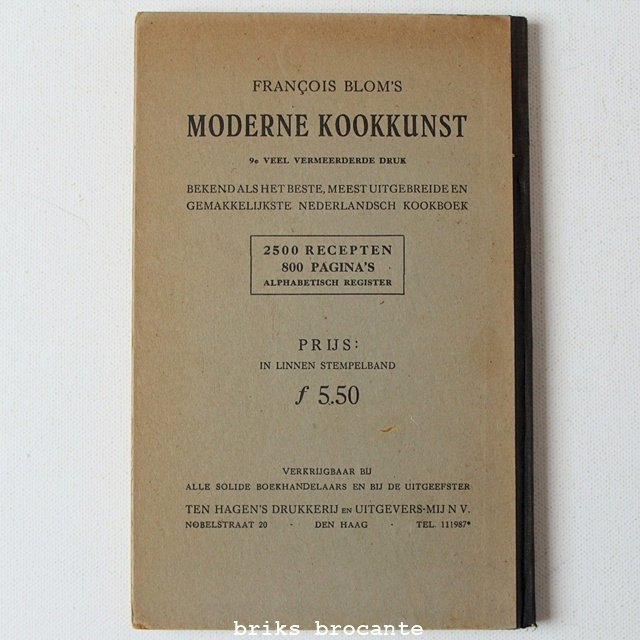 FRANÇOIS BLOM'S
MODERNE KOOKKUNST
9e VEEL VERMEERDERDE DRUK
BEKEND ALS HET BESTE, MEEST UITGEBREIDE EN
GEMAKKELIJKSTE NEDERLANDSCH KOOKBOEK
2500 RECEPTEN
800 PAGINA'S
ALPHABETISCH REGISTER
PRIJS:
IN LINNEN STEMPELBAND
f 5.50
VERKRIJGBAAR BIJ
ALLE SOLIDE BOEKHANDELAARS EN BIJ DE UITGEEFSTER
TEN HAGEN'S DRUKKERIJ EN UITGEVERS-MIJ N V.
NOBELSTRAAT 20 · DEN HAAG · TEL. 111987*
briks brocante